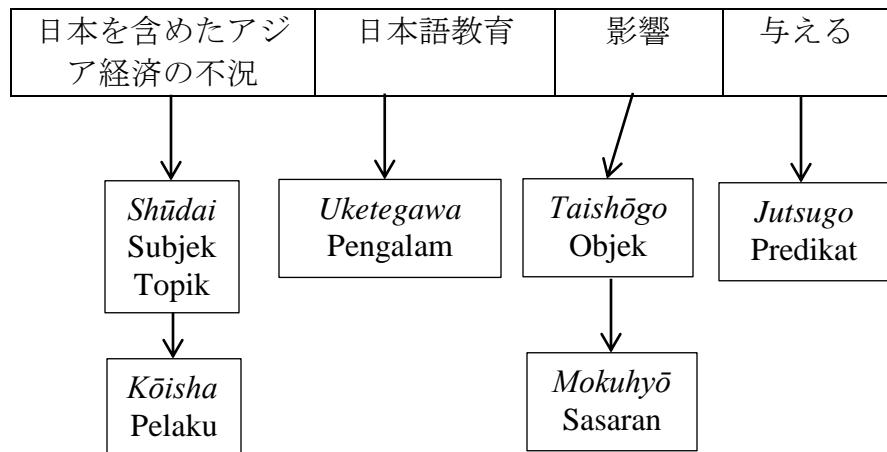 日本を含めたアジ
ア経済の不況
日本語教育
影響
与える
Shūdai
Subjek
Topik
Uketegawa
Pengalam
Taishōgo
Objek
Jutsugo
Predikat
Kōisha
Pelaku
Mokuhyō
Sasaran